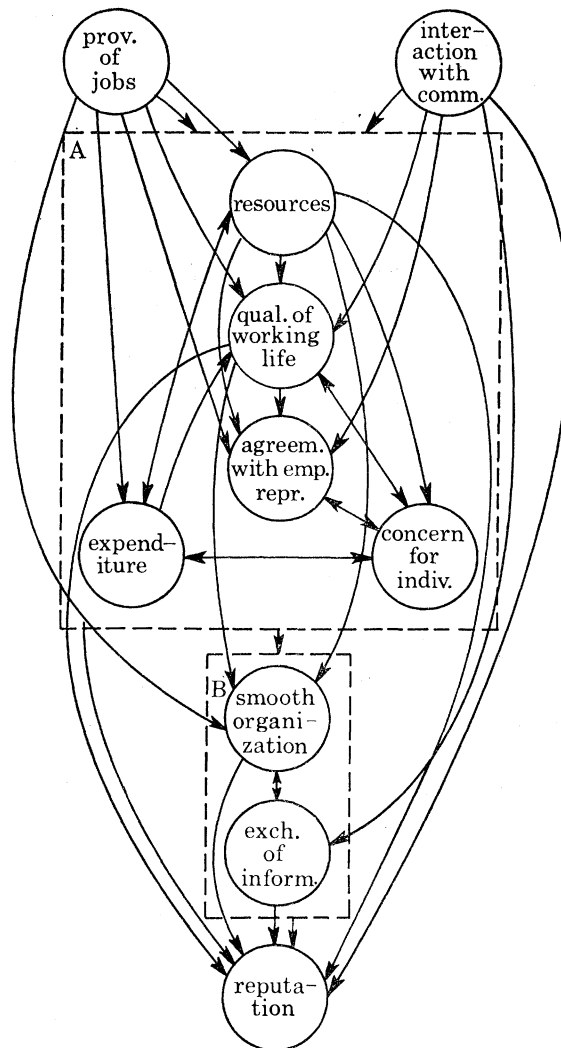 prov.
of
jobs
inter-
action
with
comm.
A
resources
qual. of
working
life
agreem.
with emp.
repr.
expend-
iture
concern
for
indiv.
B
smooth
organi-
zation
exch.
of
inform.
reputa-
tion